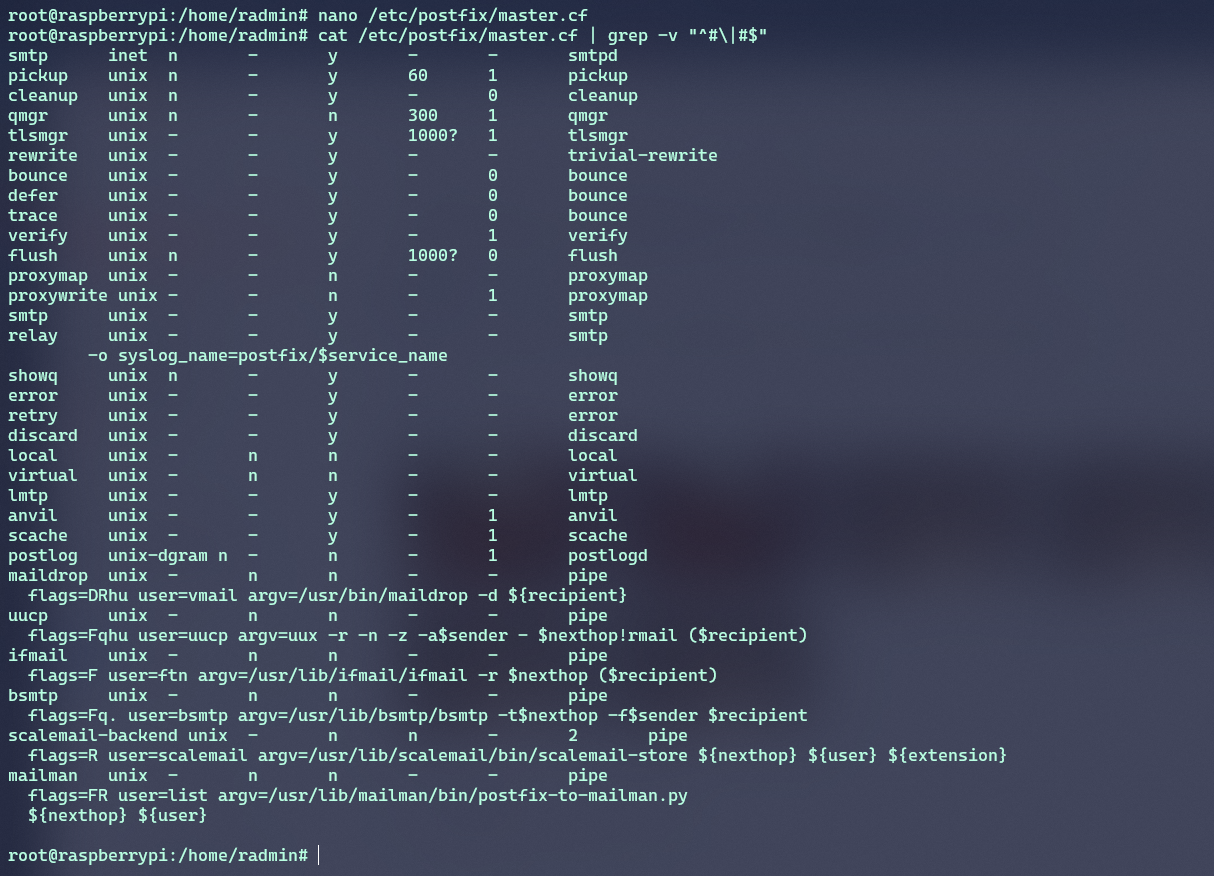 root@raspberrypi:/home/radmin# nano /etc/postfix/master.cf
root@raspberrypi:/home/radmin# cat /etc/postfix/master.cf | grep -v "^#\|#$"
smtp      inet  n       -       y       -       -       smtpd
pickup    unix  n       -       y       60      1       pickup
cleanup   unix  n       -       y       -       0       cleanup
qmgr      unix  n       -       n       300     1       qmgr
tlsmgr    unix  -       -       y       1000?   1       tlsmgr
rewrite   unix  -       -       y       -       -       trivial-rewrite
bounce    unix  -       -       y       -       0       bounce
defer     unix  -       -       y       -       0       bounce
trace     unix  -       -       y       -       0       bounce
verify    unix  -       -       y       -       1       verify
flush     unix  n       -       y       1000?   0       flush
proxymap  unix  -       -       n       -       -       proxymap
proxywrite unix -       -       n       -       1       proxymap
smtp      unix  -       -       y       -       -       smtp
relay     unix  -       -       y       -       -       smtp
        -o syslog_name=postfix/$service_name
showq     unix  n       -       y       -       -       showq
error     unix  -       -       y       -       -       error
retry     unix  -       -       y       -       -       error
discard   unix  -       -       y       -       -       discard
local     unix  -       n       n       -       -       local
virtual   unix  -       n       n       -       -       virtual
lmtp      unix  -       -       y       -       -       lmtp
anvil     unix  -       -       y       -       1       anvil
scache    unix  -       -       y       -       1       scache
postlog   unix-dgram n  -       n       -       1       postlogd
maildrop  unix  -       n       n       -       -       pipe
  flags=DRhu user=vmail argv=/usr/bin/maildrop -d ${recipient}
uucp      unix  -       n       n       -       -       pipe
  flags=Fqhu user=uucp argv=uux -r -n -z -a$sender - $nexthop!rmail ($recipient)
ifmail    unix  -       n       n       -       -       pipe
  flags=F user=ftn argv=/usr/lib/ifmail/ifmail -r $nexthop ($recipient)
bsmtp     unix  -       n       n       -       -       pipe
  flags=Fq. user=bsmtp argv=/usr/lib/bsmtp/bsmtp -t$nexthop -f$sender $recipient
scalemail-backend unix  -       n       n       -       2       pipe
  flags=R user=scalemail argv=/usr/lib/scalemail/bin/scalemail-store ${nexthop} ${user} ${extension}
mailman   unix  -       n       n       -       -       pipe
  flags=FR user=list argv=/usr/lib/mailman/bin/postfix-to-mailman.py
  ${nexthop} ${user}
root@raspberrypi:/home/radmin#